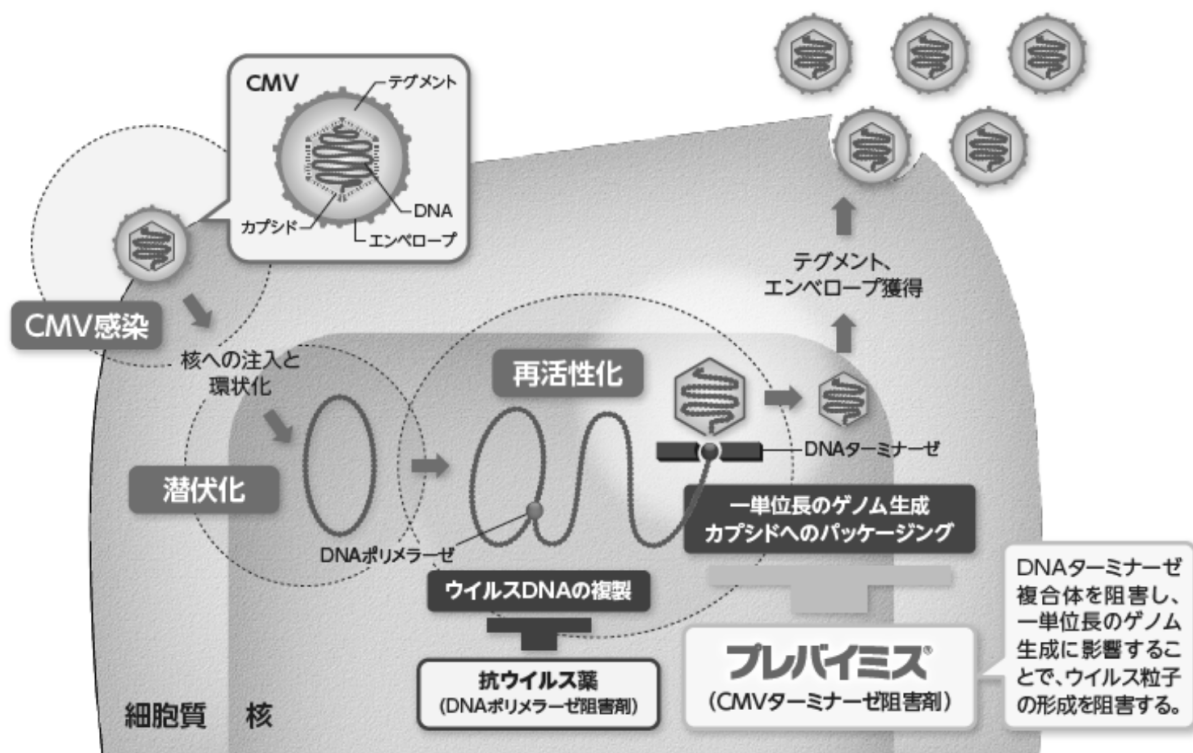 CMV
テグメント
DNA
カプシド
エンベロープ
CMV感染
核への注入と
環状化
潜伏化
再活性化
テグメント、
エンベロープ獲得
DNAターミナーゼ
一単位長のゲノム生成
カプシドへのパッケージング
DNAポリメラーゼ
ウイルスDNAの複製
抗ウイルス薬
(DNAポリメラーゼ阻害剤)
プレバイミス®
(CMVターミナーゼ阻害剤)
DNAターミナーゼ
複合体を阻害し、
一単位長のゲノム
生成に影響するこ
とで、ウイルス粒子
の形成を阻害する。
細胞質
核